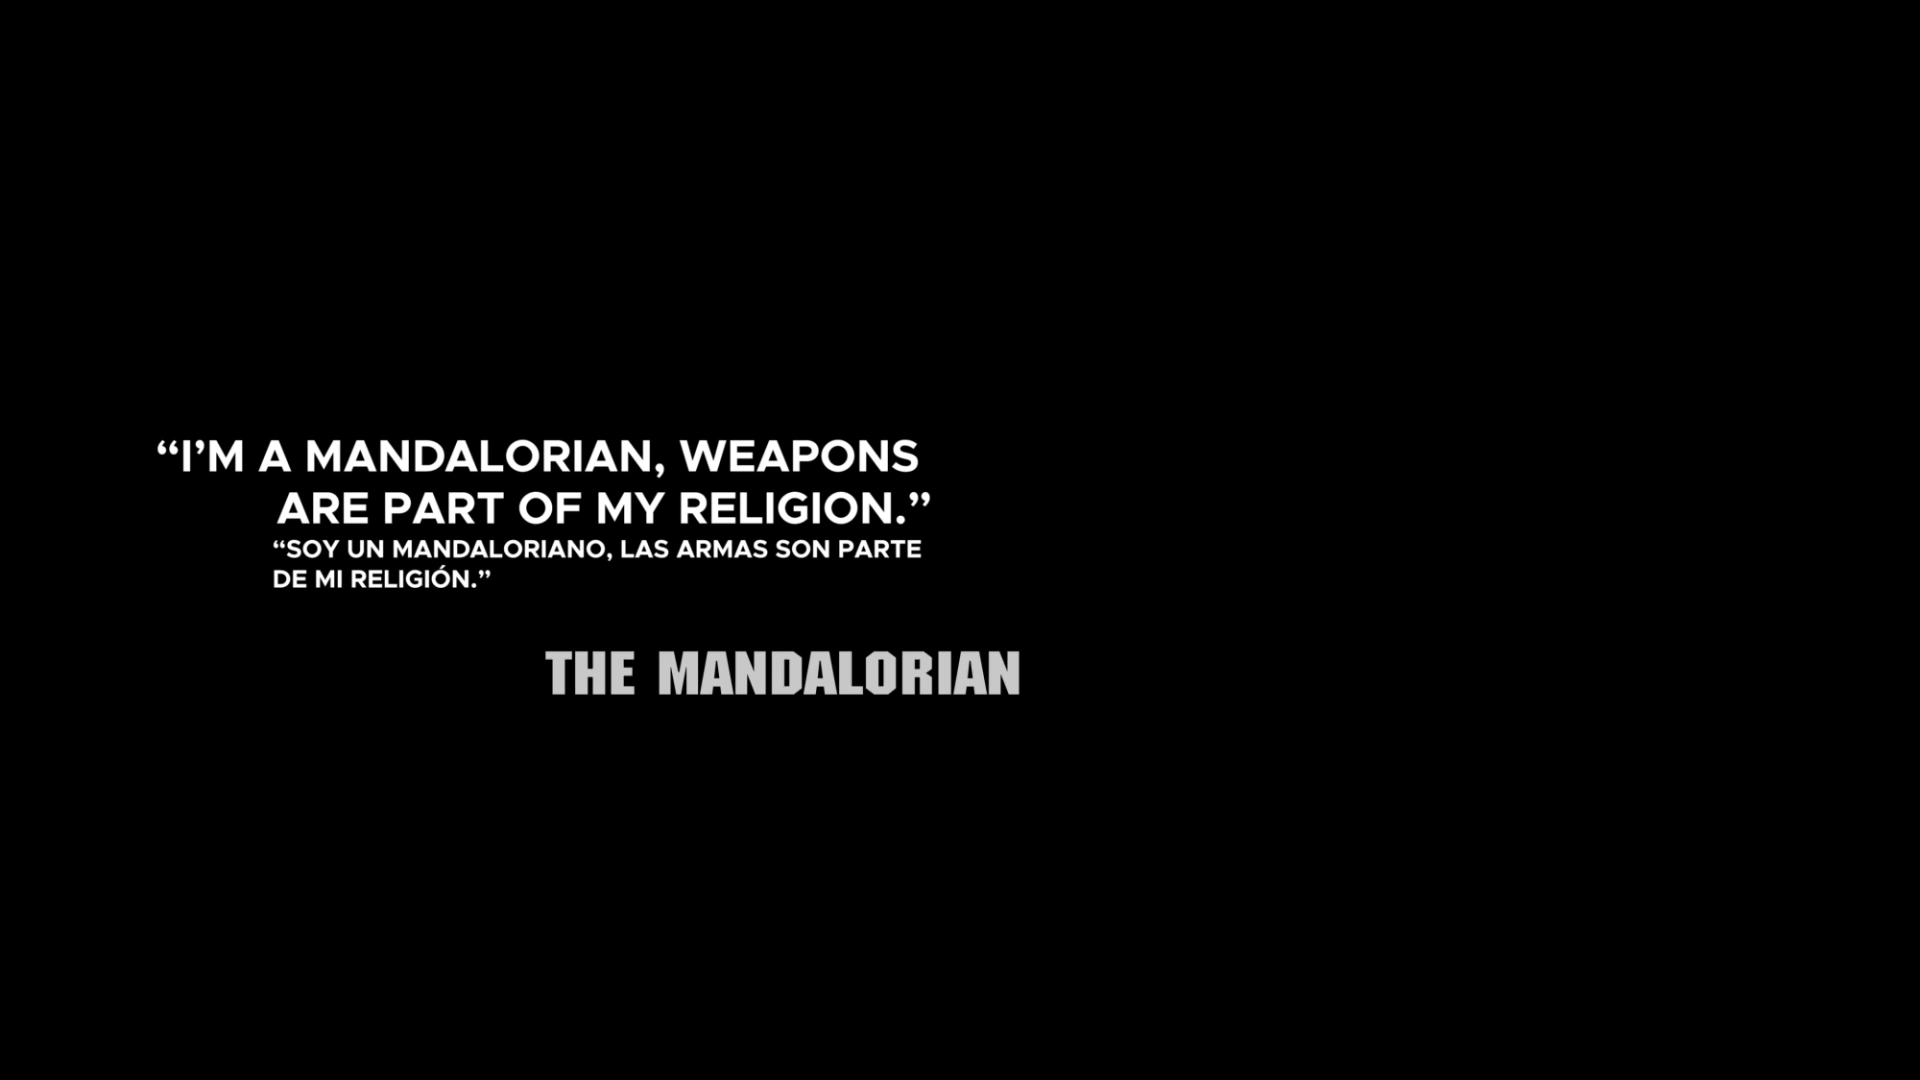 “I’M A MANDALORIAN, WEAPONS
ARE PART OF MY RELIGION.”
“SOY UN MANDALORIANO, LAS ARMAS SON PARTE
DE MI RELIGIÓN.”
THE MANDALORIAN